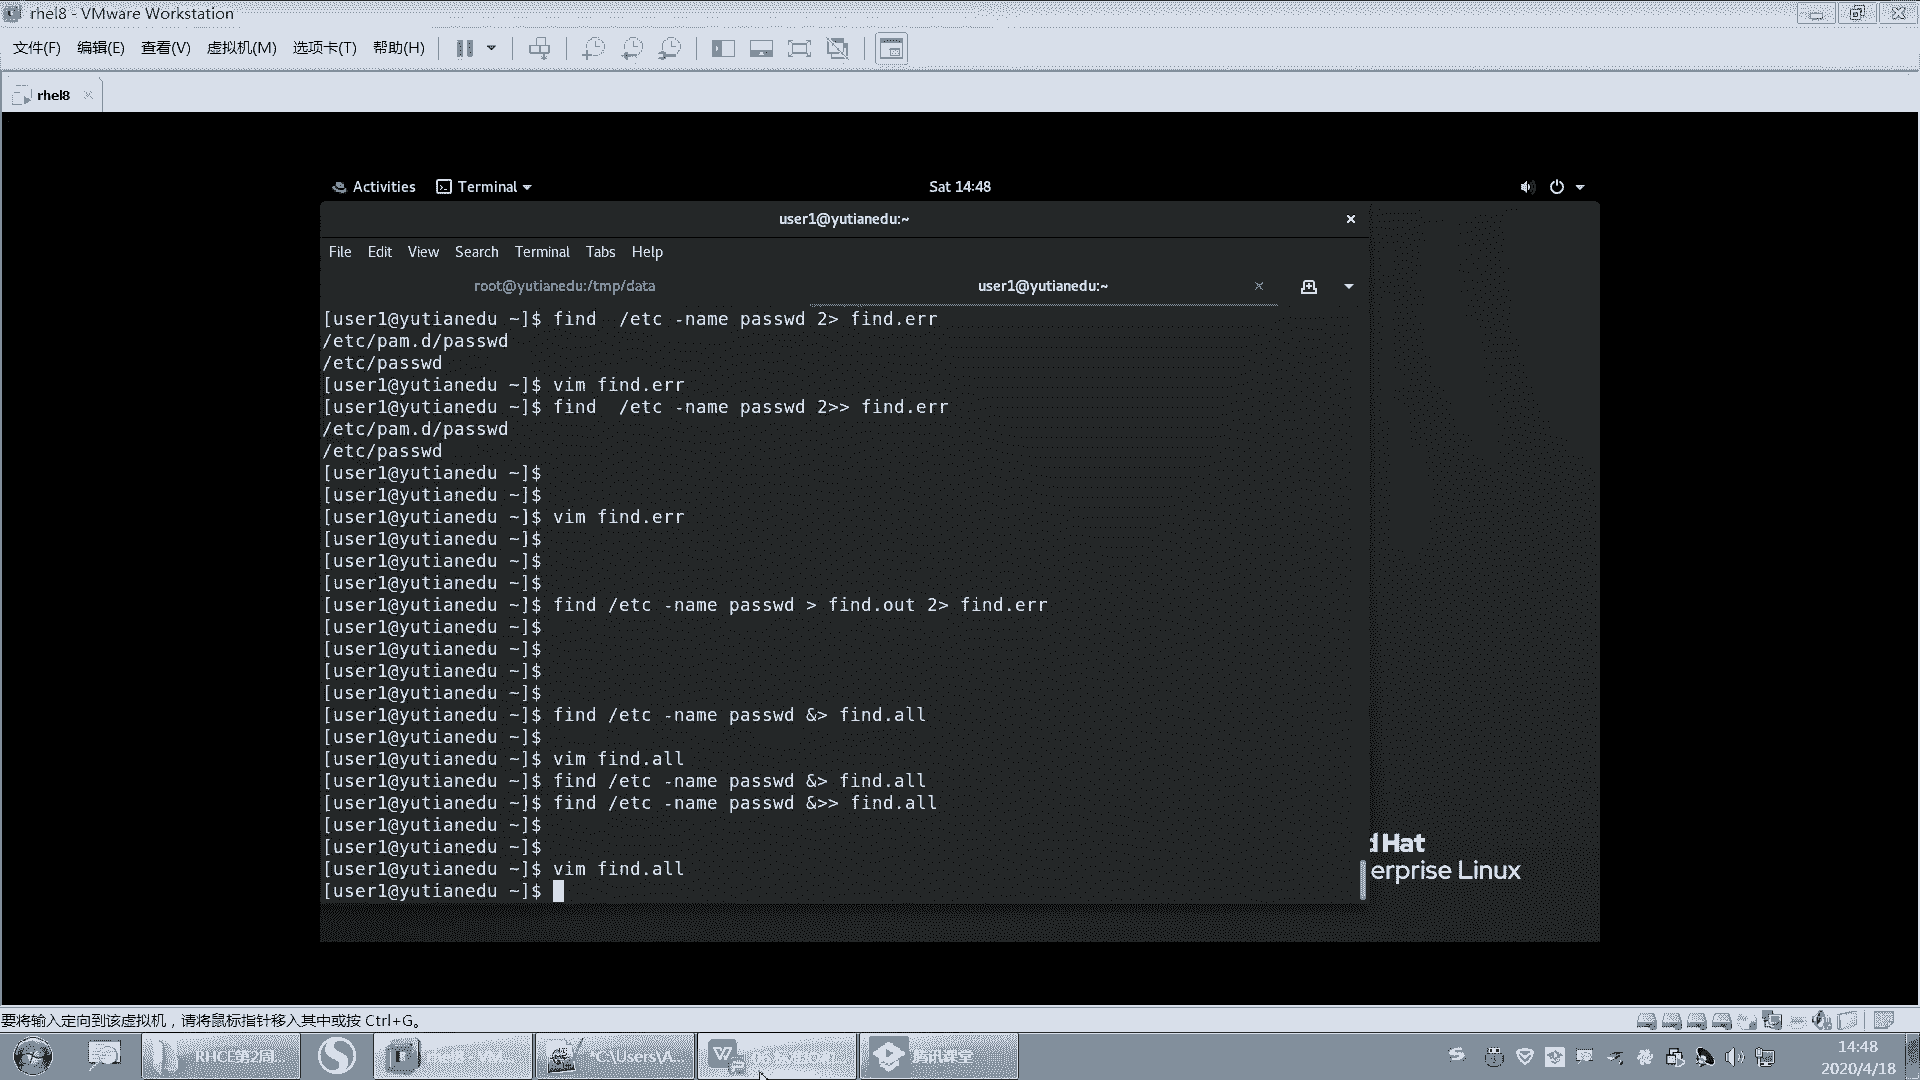 rhel8 - VMware Workstation
文件(F) 编辑(E) 查看(V) 虚拟机(M) 选项卡(T) 帮助(H)
rhel8
Activities Terminal Sat 14:48
user1@yutianedu:~
File Edit View Search Terminal Tabs Help
root@yutianedu:/tmp/data user1@yutianedu:~
[user1@yutianedu ~]$ find  /etc -name passwd 2> find.err
/etc/pam.d/passwd
/etc/passwd
[user1@yutianedu ~]$ vim find.err
[user1@yutianedu ~]$ find  /etc -name passwd 2>> find.err
/etc/pam.d/passwd
/etc/passwd
[user1@yutianedu ~]$
[user1@yutianedu ~]$
[user1@yutianedu ~]$ vim find.err
[user1@yutianedu ~]$
[user1@yutianedu ~]$
[user1@yutianedu ~]$
[user1@yutianedu ~]$ find /etc -name passwd > find.out 2> find.err
[user1@yutianedu ~]$
[user1@yutianedu ~]$
[user1@yutianedu ~]$
[user1@yutianedu ~]$
[user1@yutianedu ~]$ find /etc -name passwd &> find.all
[user1@yutianedu ~]$
[user1@yutianedu ~]$ vim find.all
[user1@yutianedu ~]$ find /etc -name passwd &> find.all
[user1@yutianedu ~]$ find /etc -name passwd &>> find.all
[user1@yutianedu ~]$
[user1@yutianedu ~]$
[user1@yutianedu ~]$ vim find.all
[user1@yutianedu ~]$
d Hat
erprise Linux
要将输入定向到该虚拟机，请将鼠标指针移入其中或按 Ctrl+G。
RHCE第2周... rhel8 - VM... *C:\Users\A... 腾讯课堂
14:48
2020/4/18